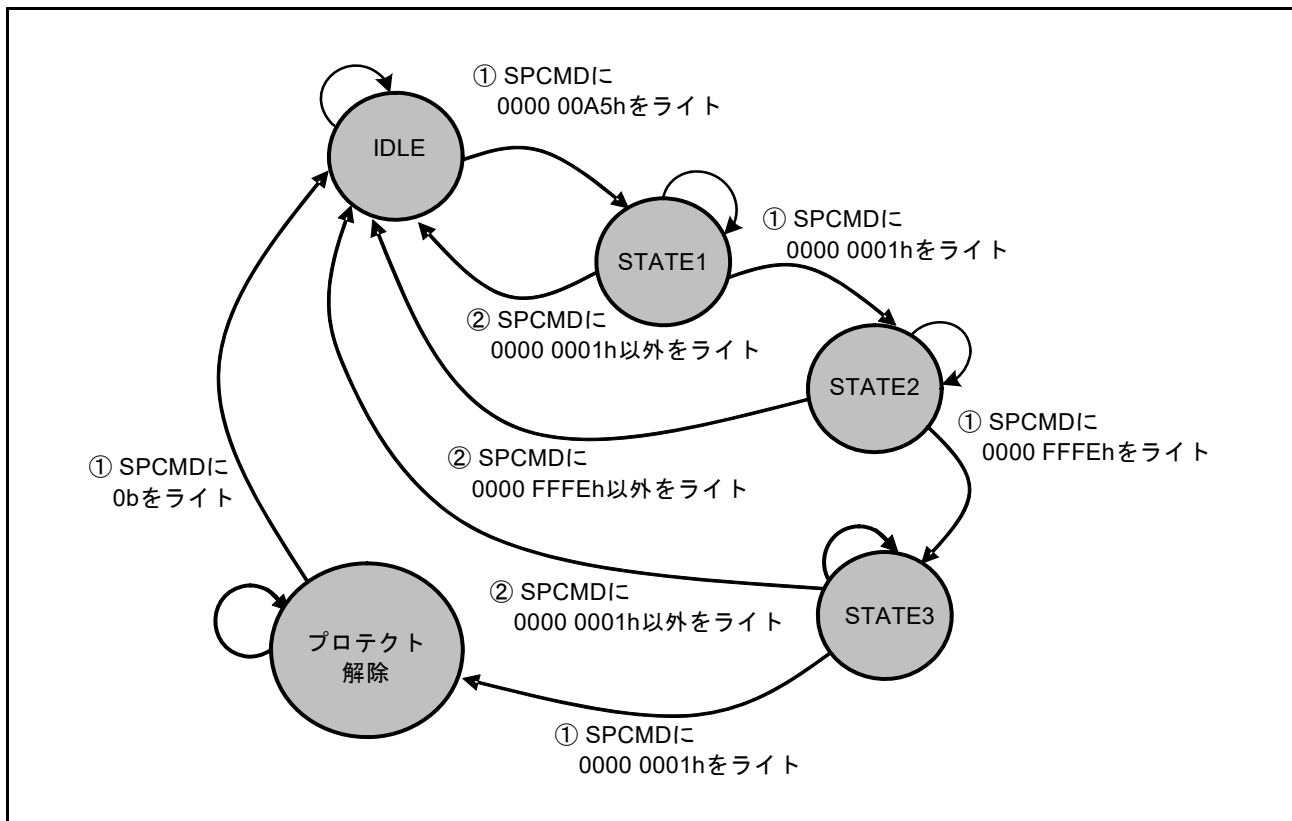 ① SPCMDに
0000 00A5hをライト
IDLE
① SPCMDに
0000 0001hをライト
STATE1
② SPCMDに
0000 0001h以外をライト
STATE2
① SPCMDに
0000 FFFEhをライト
② SPCMDに
0000 FFFEh以外をライト
① SPCMDに
0bをライト
② SPCMDに
0000 0001h以外をライト
STATE3
プロテクト
解除
① SPCMDに
0000 0001hをライト